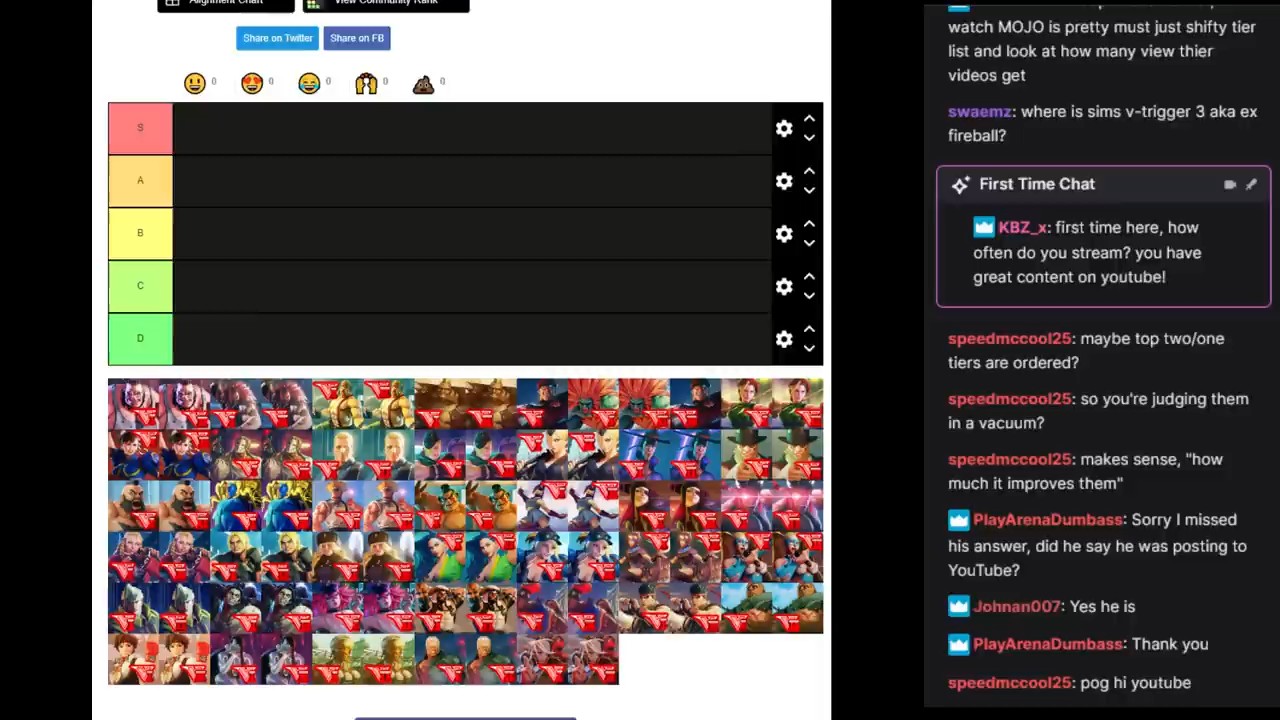 Alignment Chart
View Community Rank
Share on Twitter
Share on FB
0
0
0
0
0
S
A
B
C
D
watch MOJO is pretty must just shifty tier
list and look at how many view thier
videos get
swaemz: where is sims v-trigger 3 aka ex
fireball?
First Time Chat
KBZ_x: first time here, how
often do you stream? you have
great content on youtube!
speedmccool25: maybe top two/one
tiers are ordered?
speedmccool25: so you're judging them
in a vacuum?
speedmccool25: makes sense, "how
much it improves them"
PlayArenaDumbass: Sorry I missed
his answer, did he say he was posting to
YouTube?
Johnan007: Yes he is
PlayArenaDumbass: Thank you
speedmccool25: pog hi youtube